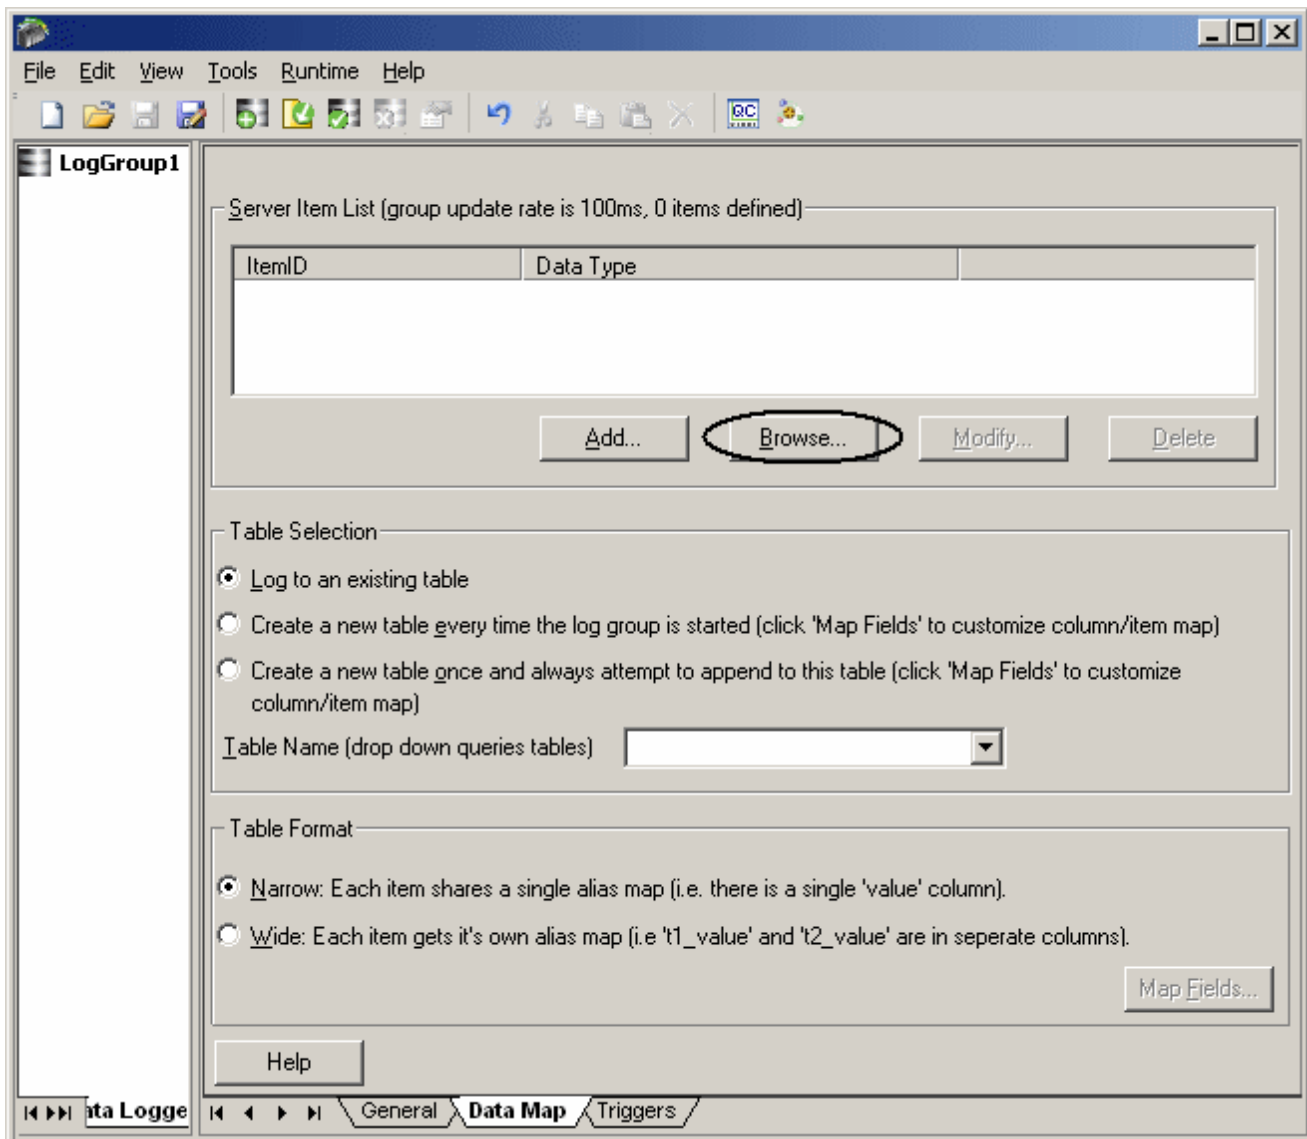 File Edit View Tools Runtime Help
QC
LogGroup1
Server Item List (group update rate is 100ms, 0 items defined)
ItemID Data Type
Add... Browse... Modify... Delete
Table Selection
Log to an existing table
Create a new table every time the log group is started (click 'Map Fields' to customize column/item map)
Create a new table once and always attempt to append to this table (click 'Map Fields' to customize
column/item map)
Table Name (drop down queries tables)
Table Format
Narrow: Each item shares a single alias map (i.e. there is a single 'value' column).
Wide: Each item gets it's own alias map (i.e 't1_value' and 't2_value' are in seperate columns).
Map Fields...
Help
ata Logge General Data Map Triggers